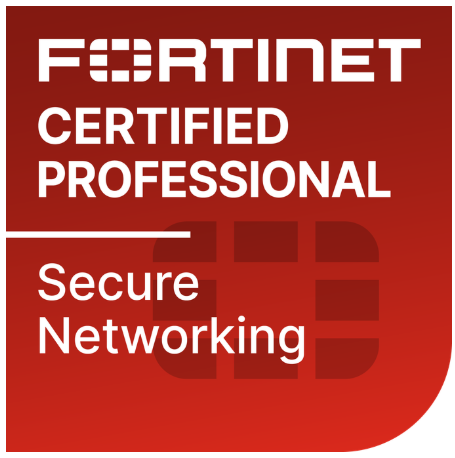 FORTINET
CERTIFIED
PROFESSIONAL
Secure
Networking